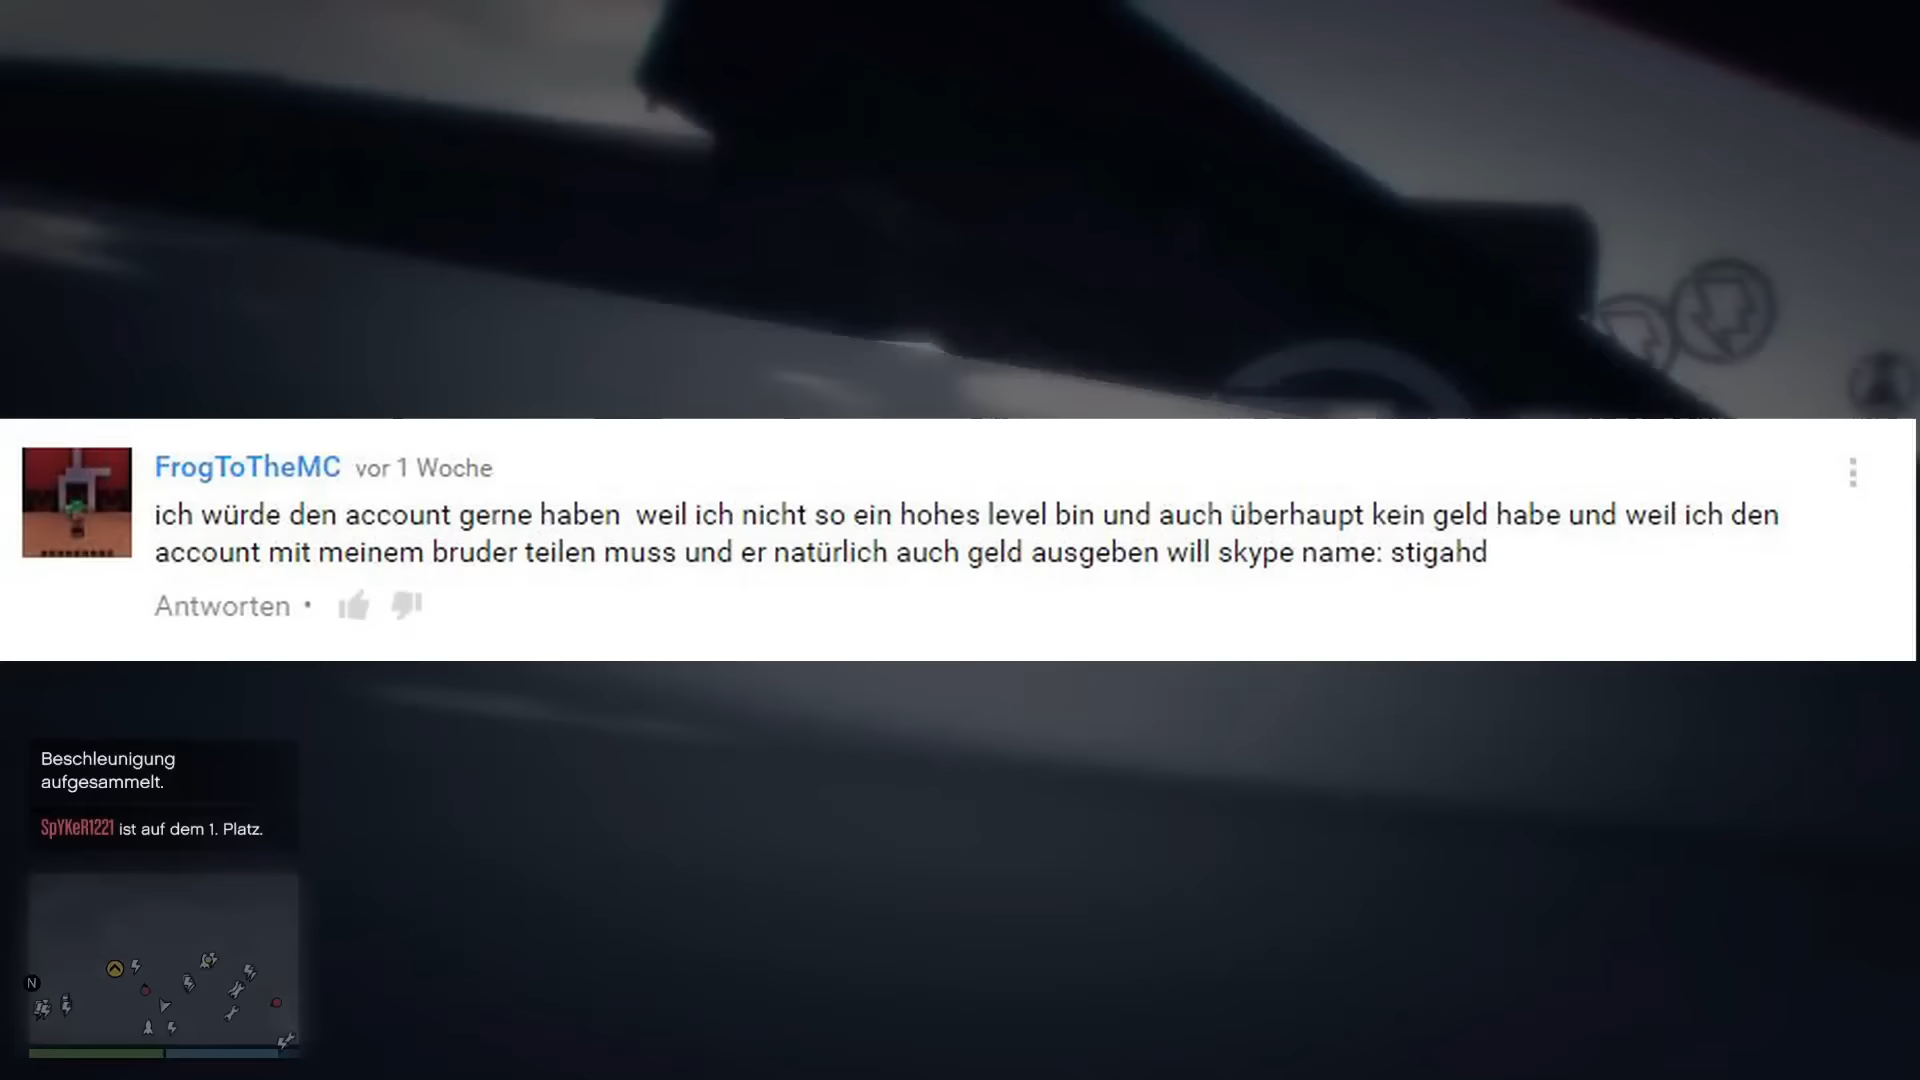 FrogToTheMC vor 1 Woche
ich würde den account gerne haben  weil ich nicht so ein hohes level bin und auch überhaupt kein geld habe und weil ich den
account mit meinem bruder teilen muss und er natürlich auch geld ausgeben will skype name: stigahd
Antworten •
Beschleunigung
aufgesammelt.
SpYKeR1221 ist auf dem 1. Platz.
N